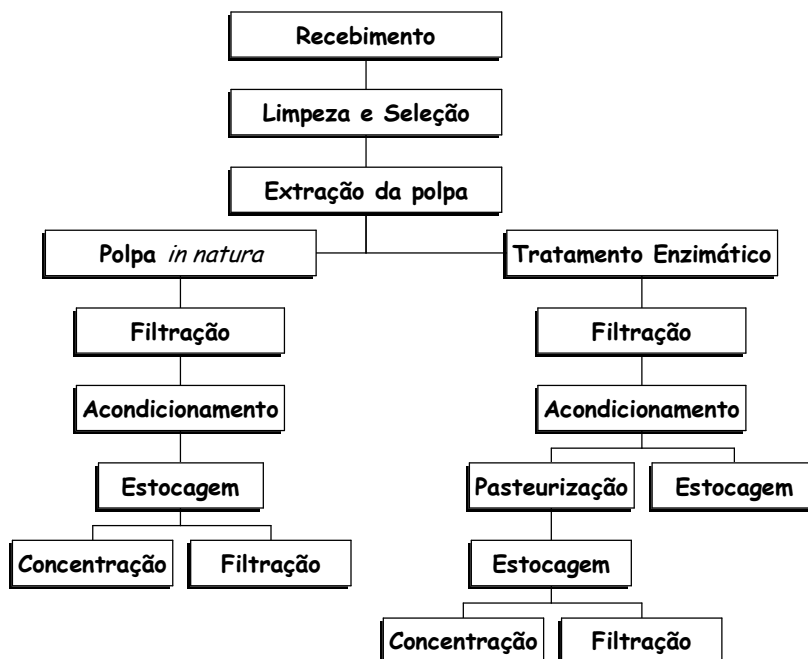 Recebimento
Limpeza e Seleção
Extração da polpa
Polpa in natura
Tratamento Enzimático
Filtração
Filtração
Acondicionamento
Acondicionamento
Estocagem
Pasteurização
Estocagem
Concentração
Filtração
Estocagem
Concentração
Filtração